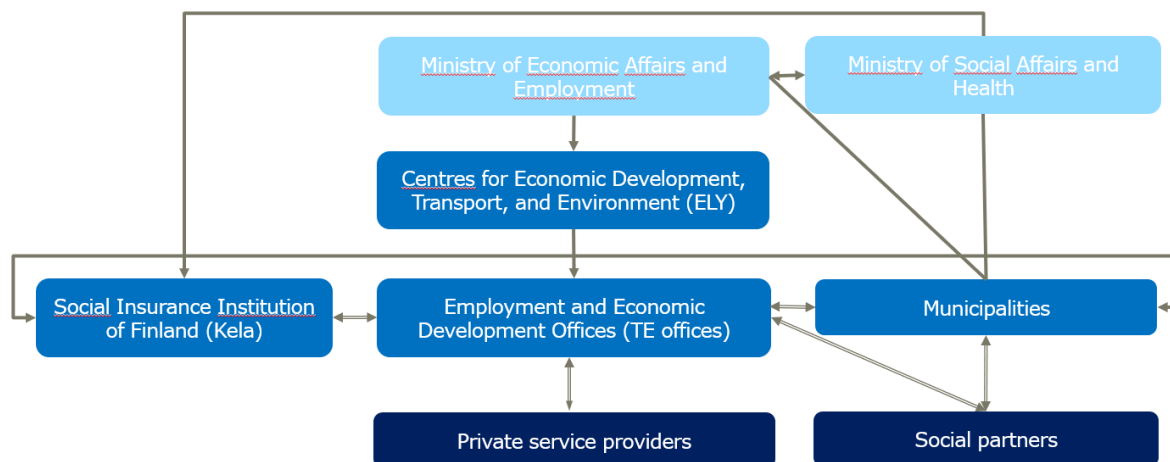 Ministry of Economic Affairs and
Employment
Ministry of Social Affairs and
Health
Centres for Economic Development,
Transport, and Environment (ELY)
Social Insurance Institution
of Finland (Kela)
Employment and Economic
Development Offices (TE offices)
Municipalities
Private service providers
Social partners